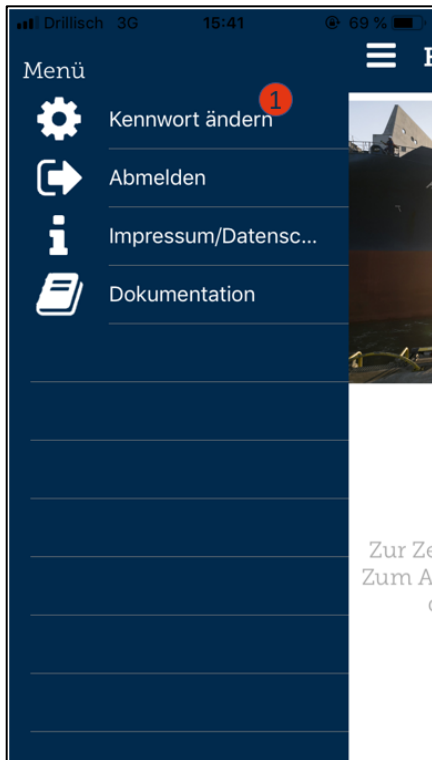 Drillisch 3G 15:41 69 %
Menü
Kennwort ändern
1
Abmelden
Impressum/Datensc...
Dokumentation
Zur Ze
Zum A